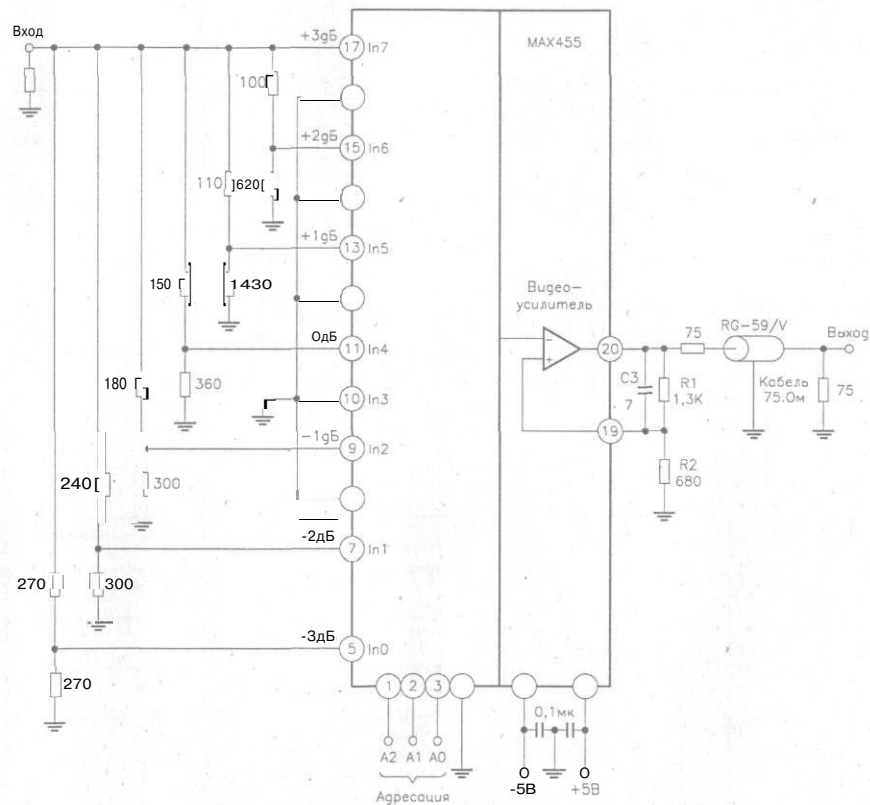 Вход
+3дБ
17 In7
MAX455
100
+2дБ
15 In6
110
620
+1дБ
13 In5
150
1430
Видео-
усилитель
0дБ
11 In4
20
75
RG-59/V
Выход
180
360
10 In3
C3
7
R1
1,3К
Кабель
75.0м
75
-1дБ
9 In2
19
240
300
R2
680
-2дБ
7 In1
270
300
-3дБ
5 In0
270
1 2 3
0,1мк
A2 A1 A0
-5В
+5В
Адресация